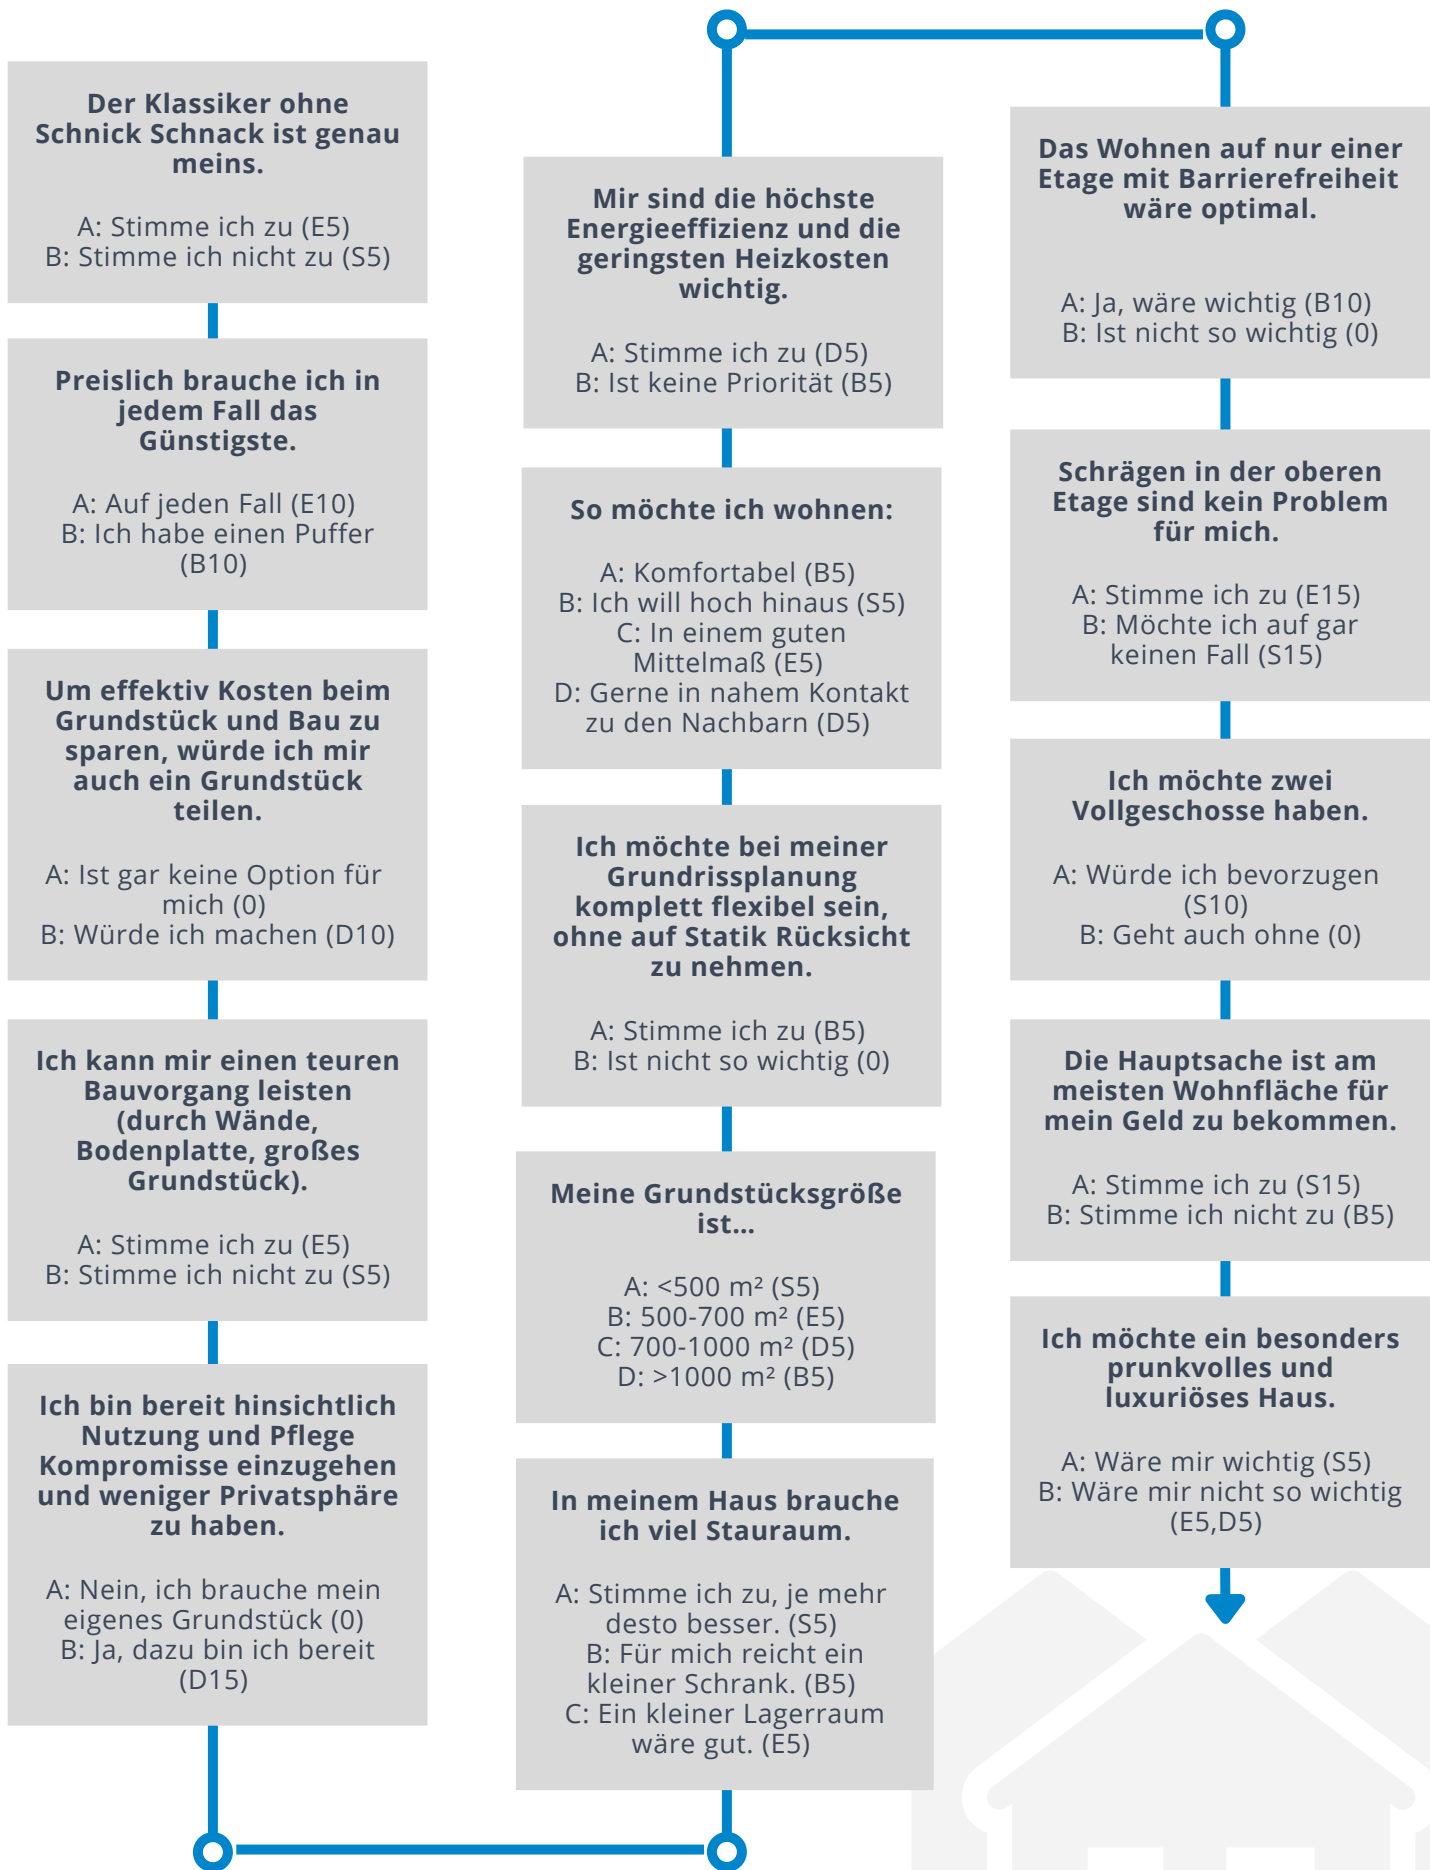 Der Klassiker ohne
Schnick Schnack ist genau
meins.
A: Stimme ich zu (E5)
B: Stimme ich nicht zu (S5)
Preislich brauche ich in
jedem Fall das
Günstigste.
A: Auf jeden Fall (E10)
B: Ich habe einen Puffer
(B10)
Um effektiv Kosten beim
Grundstück und Bau zu
sparen, würde ich mir
auch ein Grundstück
teilen.
A: Ist gar keine Option für
mich (0)
B: Würde ich machen (D10)
Ich kann mir einen teuren
Bauvorgang leisten
(durch Wände,
Bodenplatte, großes
Grundstück).
A: Stimme ich zu (E5)
B: Stimme ich nicht zu (S5)
Ich bin bereit hinsichtlich
Nutzung und Pflege
Kompromisse einzugehen
und weniger Privatsphäre
zu haben.
A: Nein, ich brauche mein
eigenes Grundstück (0)
B: Ja, dazu bin ich bereit
(D15)
Mir sind die höchste
Energieeffizienz und die
geringsten Heizkosten
wichtig.
A: Stimme ich zu (D5)
B: Ist keine Priorität (B5)
So möchte ich wohnen:
A: Komfortabel (B5)
B: Ich will hoch hinaus (S5)
C: In einem guten
Mittelmaß (E5)
D: Gerne in nahem Kontakt
zu den Nachbarn (D5)
Ich möchte bei meiner
Grundrissplanung
komplett flexibel sein,
ohne auf Statik Rücksicht
zu nehmen.
A: Stimme ich zu (B5)
B: Ist nicht so wichtig (0)
Meine Grundstücksgröße
ist...
A: <500 m² (S5)
B: 500-700 m² (E5)
C: 700-1000 m² (D5)
D: >1000 m² (B5)
In meinem Haus brauche
ich viel Stauraum.
A: Stimme ich zu, je mehr
desto besser. (S5)
B: Für mich reicht ein
kleiner Schrank. (B5)
C: Ein kleiner Lagerraum
wäre gut. (E5)
Das Wohnen auf nur einer
Etage mit Barrierefreiheit
wäre optimal.
A: Ja, wäre wichtig (B10)
B: Ist nicht so wichtig (0)
Schrägen in der oberen
Etage sind kein Problem
für mich.
A: Stimme ich zu (E15)
B: Möchte ich auf gar
keinen Fall (S15)
Ich möchte zwei
Vollgeschosse haben.
A: Würde ich bevorzugen
(S10)
B: Geht auch ohne (0)
Die Hauptsache ist am
meisten Wohnfläche für
mein Geld zu bekommen.
A: Stimme ich zu (S15)
B: Stimme ich nicht zu (B5)
Ich möchte ein besonders
prunkvolles und
luxuriöses Haus.
A: Wäre mir wichtig (S5)
B: Wäre mir nicht so wichtig
(E5,D5)